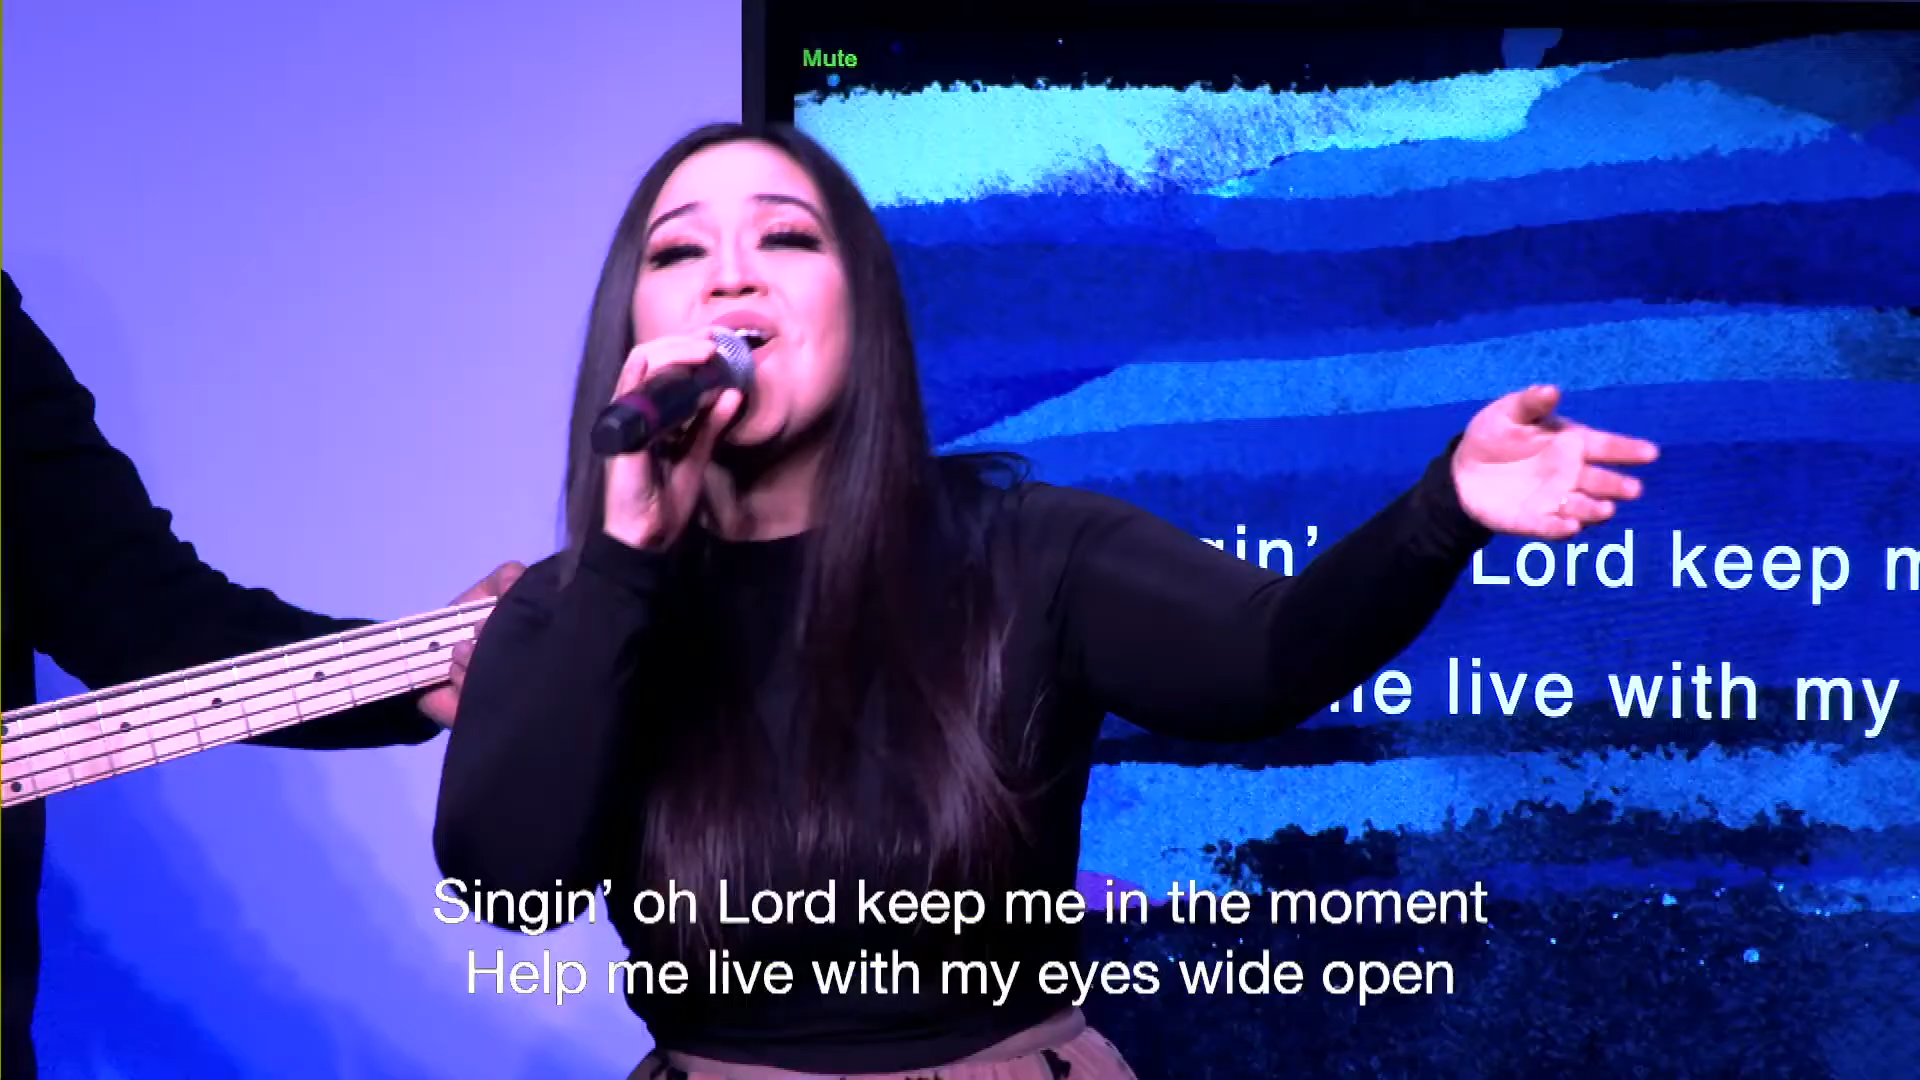 Mute
Lord keep
live with my
Singin’ oh Lord keep me in the moment
Help me live with my eyes wide open